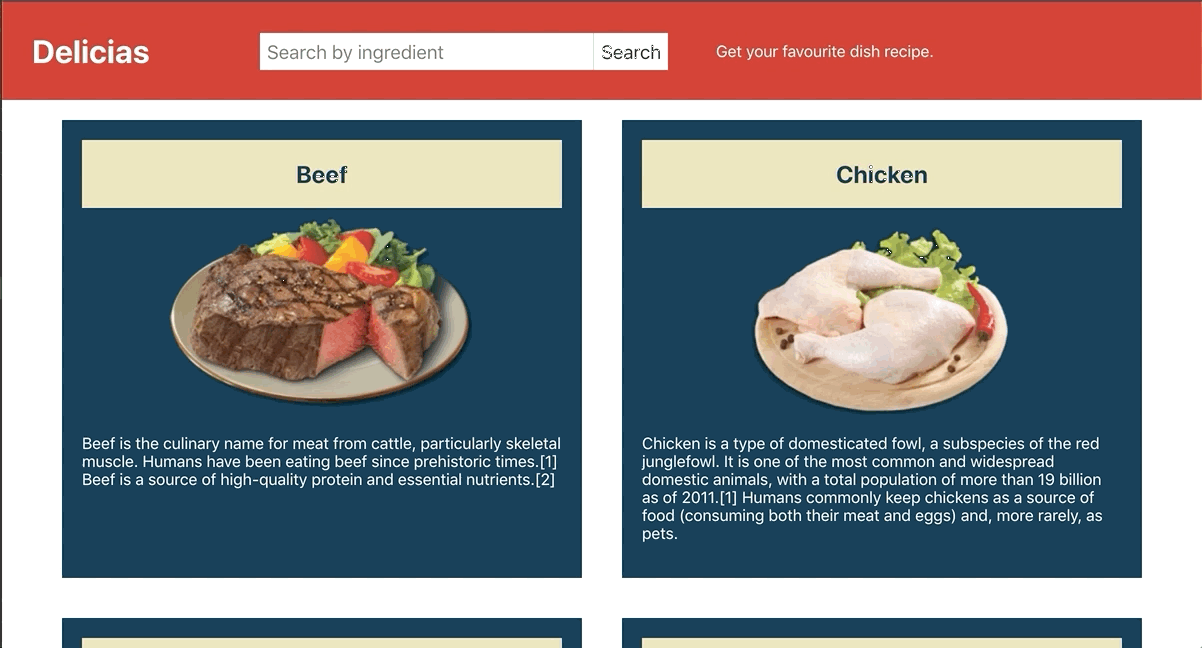 Delicias
Search by ingredient
Search
Get your favourite dish recipe.
Beef
Chicken
Beef is the culinary name for meat from cattle, particularly skeletal
muscle. Humans have been eating beef since prehistoric times.[1]
Beef is a source of high-quality protein and essential nutrients.[2]
Chicken is a type of domesticated fowl, a subspecies of the red
junglefowl. It is one of the most common and widespread
domestic animals, with a total population of more than 19 billion
as of 2011.[1] Humans commonly keep chickens as a source of
food (consuming both their meat and eggs) and, more rarely, as
pets.